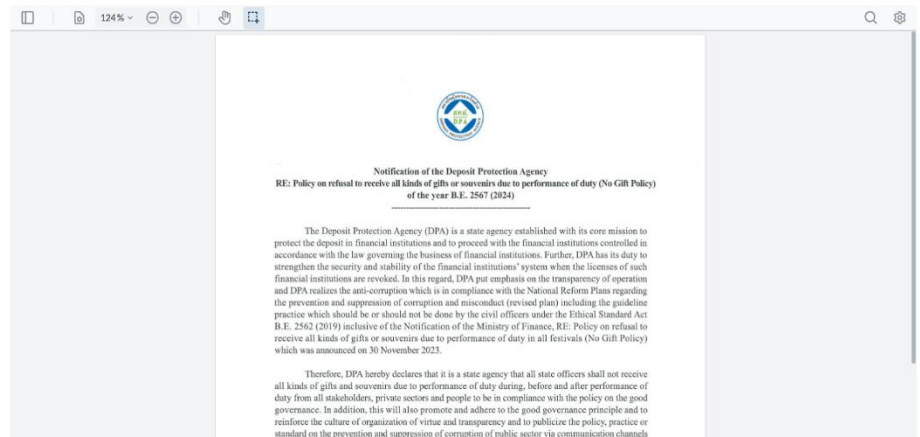 124%
DPA
Notification of the Deposit Protection Agency
RE: Policy on refusal to receive all kinds of gifts or souvenirs due to performance of duty (No Gift Policy)
of the year B.E. 2567 (2024)
The Deposit Protection Agency (DPA) is a state agency established with its core mission to
protect the deposit in financial institutions and to proceed with the financial institutions controlled in
accordance with the law governing the business of financial institutions. Further, DPA has its duty to
strengthen the security and stability of the financial institutions' system when the licenses of such
financial institutions are revoked. In this regard, DPA put emphasis on the transparency of operation
and DPA realizes the anti-corruption which is in compliance with the National Reform Plans regarding
the prevention and suppression of corruption and misconduct (revised plan) including the guideline
practice which should be or should not be done by the civil officers under the Ethical Standard Act
B.E. 2562 (2019) inclusive of the Notification of the Ministry of Finance, RE: Policy on refusal to
receive all kinds of gifts or souvenirs due to performance of duty in all festivals (No Gift Policy)
which was announced on 30 November 2023.
Therefore, DPA hereby declares that it is a state agency that all state officers shall not receive
all kinds of gifts and souvenirs due to performance of duty during, before and after performance of
duty from all stakeholders, private sectors and people to be in compliance with the policy on the good
governance. In addition, this will also promote and adhere to the good governance principle and to
reinforce the culture of organization of virtue and transparency and to publicize the policy, practice or
standard on the prevention and suppression of corruption of public sector via communication channels